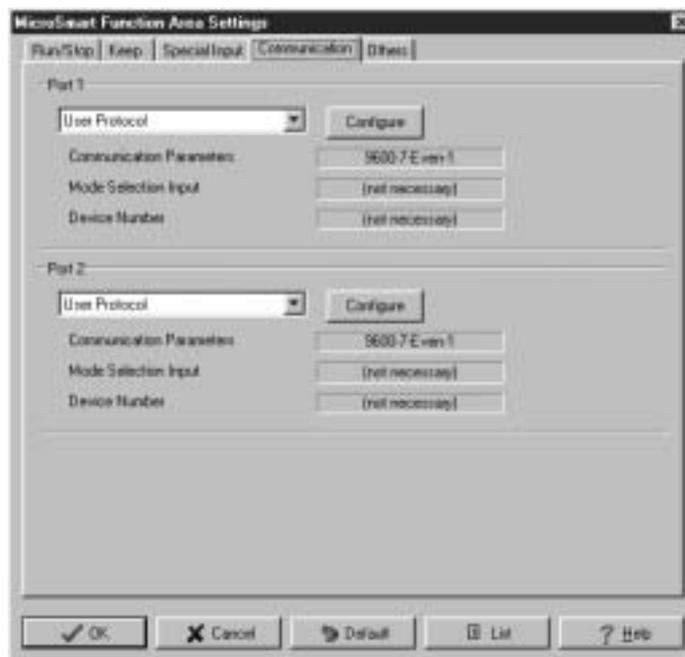 MicroSmart Function Area Settings
Run/Stop Keep Special Input Communication Others
Port 1
User Protocol Configure
Communication Parameters 9600-7-Even-1
Mode Selection Input (not necessary)
Device Number (not necessary)
Port 2
User Protocol Configure
Communication Parameters 9600-7-Even-1
Mode Selection Input (not necessary)
Device Number (not necessary)
OK Cancel Default List ? Help